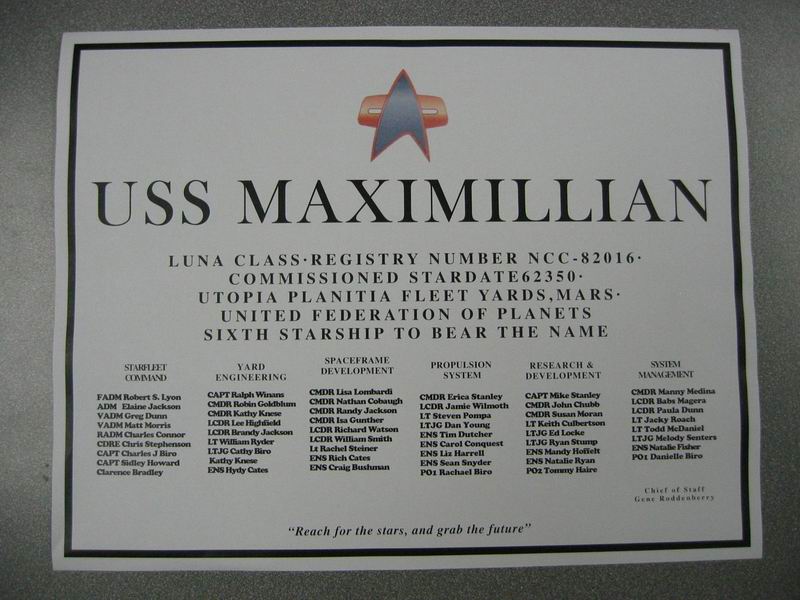 USS MAXIMILLIAN
LUNA CLASS·REGISTRY NUMBER NCC-82016·
COMMISSIONED STARDATE62350·
UTOPIA PLANITIA FLEET YARDS,MARS·
UNITED FEDERATION OF PLANETS
SIXTH STARSHIP TO BEAR THE NAME
STARFLEET
COMMAND
FADM Robert S. Lyon
ADM Elaine Jackson
VADM Greg Dunn
VADM Matt Morris
RADM Charles Connor
CDRE Chris Stephenson
CAPT Charles J Biro
CAPT Sidley Howard
Clarence Bradley
YARD
ENGINEERING
CAPT Ralph Winans
CMDR Robin Goldblum
CMDR Kathy Knese
LCDR Lee Highfield
LCDR Brandy Jackson
LT William Ryder
LTJG Cathy Biro
Kathy Knese
ENS Hydy Cates
SPACEFRAME
DEVELOPMENT
CMDR Lisa Lombardi
CMDR Nathan Cobaugh
CMDR Randy Jackson
CMDR Isa Gunther
LCDR Richard Watson
LCDR William Smith
Lt Rachel Steiner
ENS Rich Cates
ENS Craig Bushman
PROPULSION
SYSTEM
CMDR Erica Stanley
LCDR Jamie Wilmoth
LT Steven Pompa
LTJG Dan Young
ENS Tim Dutcher
ENS Carol Conquest
ENS Liz Harrell
ENS Sean Snyder
PO1 Rachael Biro
RESEARCH &
DEVELOPMENT
CAPT Mike Stanley
CMDR John Chubb
CMDR Susan Moran
LT Keith Culbertson
LTJG Ed Locke
LTJG Ryan Stump
ENS Mandy Hoffelt
ENS Natalie Ryan
PO2 Tommy Haire
SYSTEM
MANAGEMENT
CMDR Manny Medina
LCDR Babs Magera
LCDR Paula Dunn
LT Jacky Roach
LT Todd McDaniel
LTJG Melody Senters
ENS Natalie Fisher
PO1 Danielle Biro
Chief of Staff
Gene Roddenberry
"Reach for the stars, and grab the future"